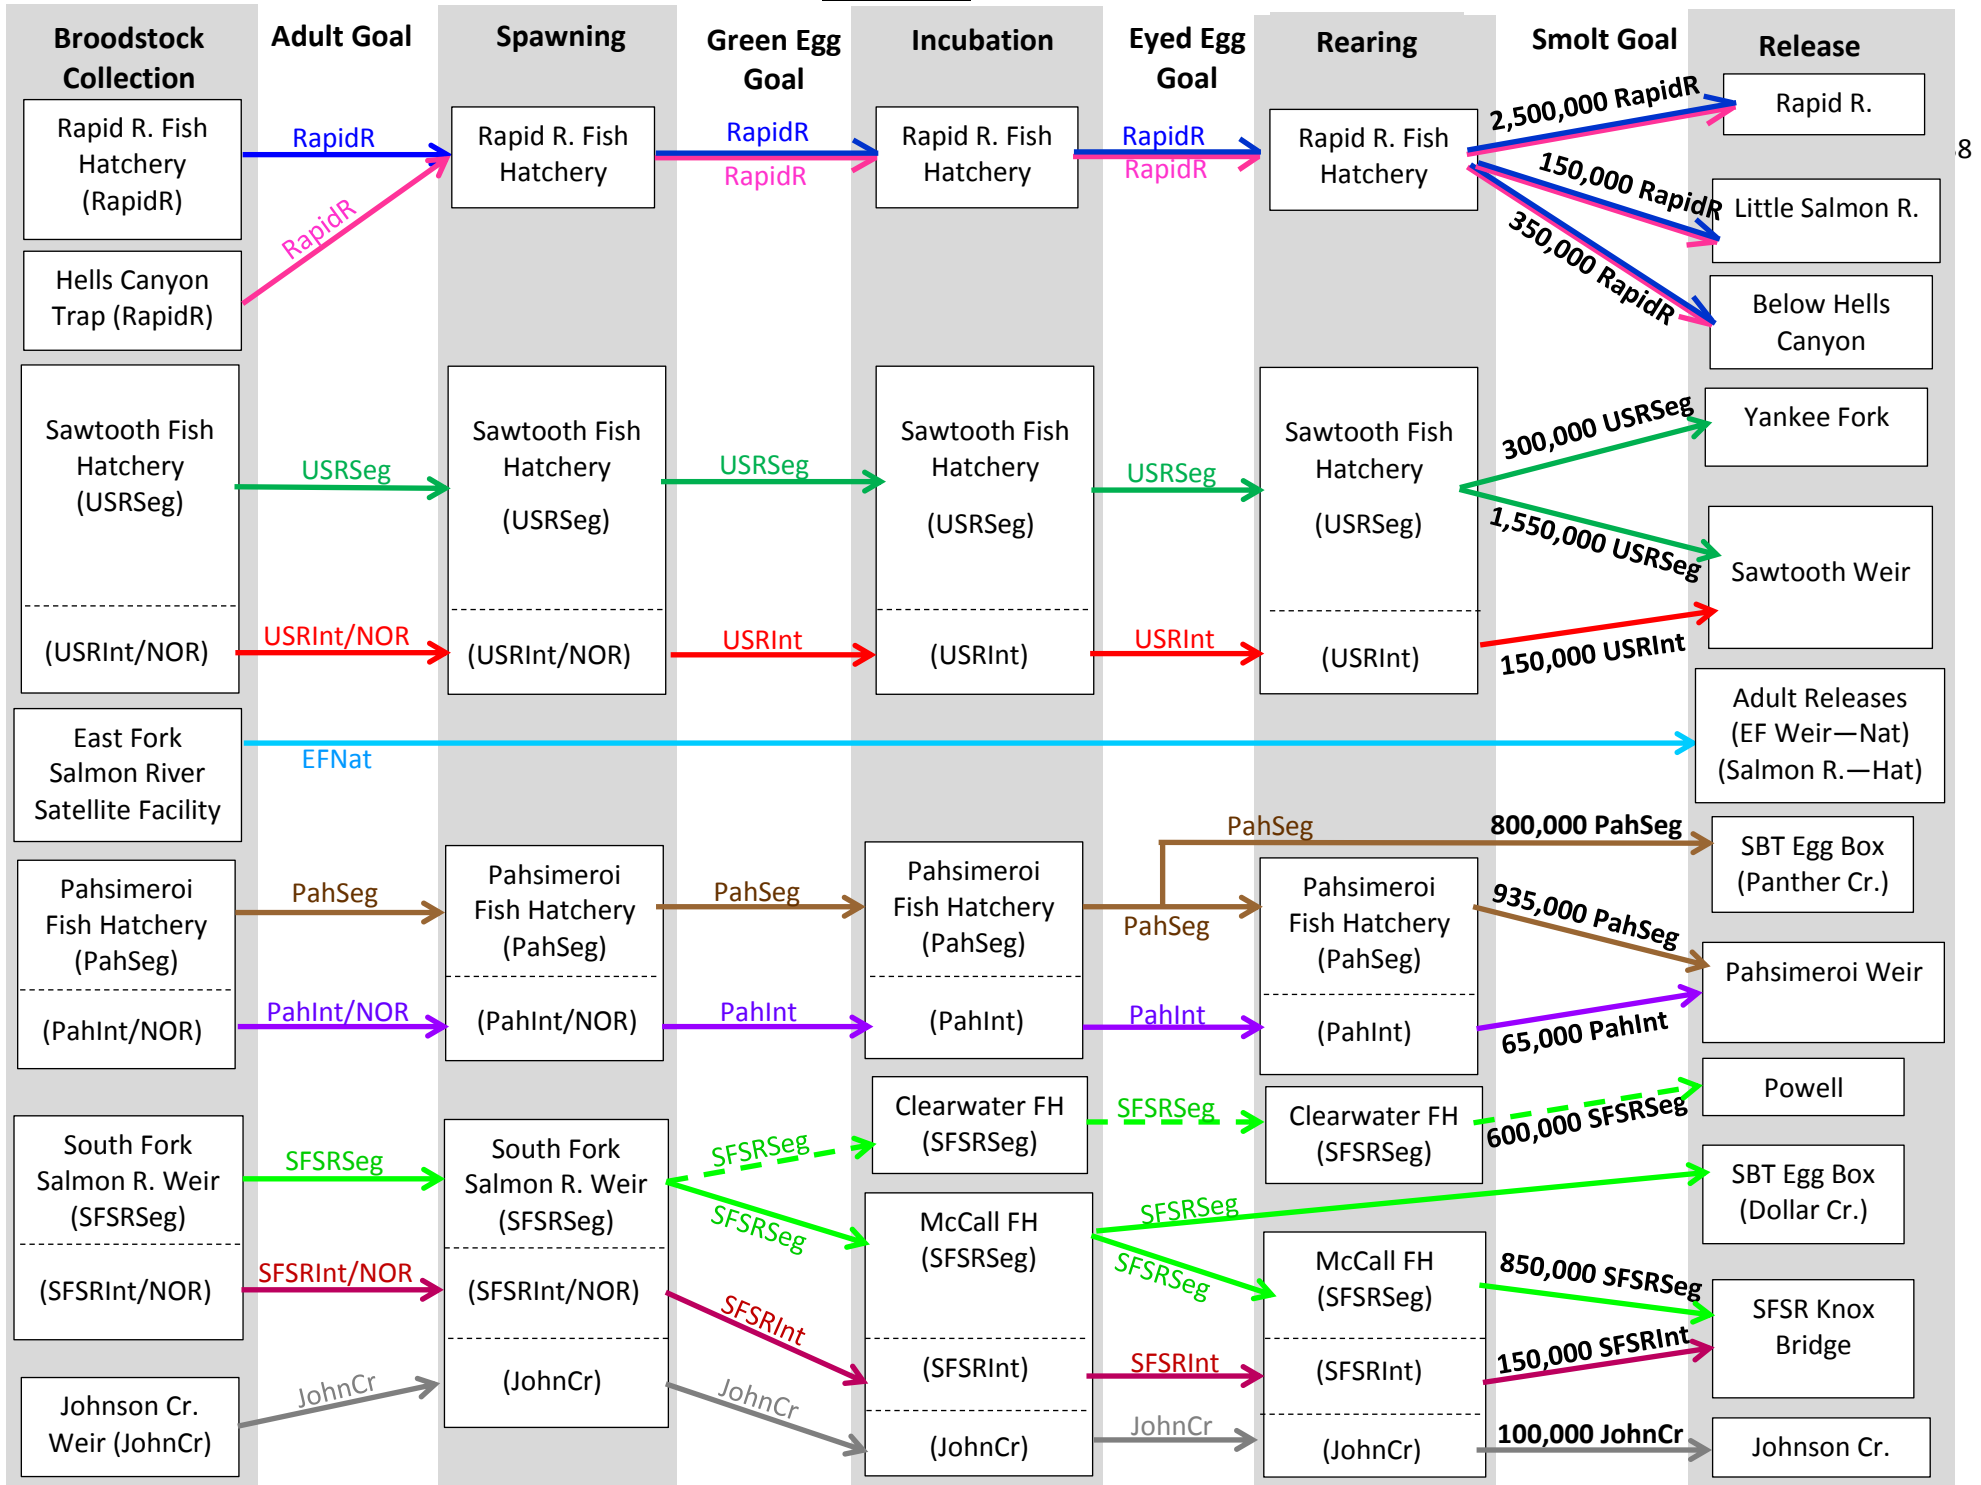 Broodstock
Collection
Adult Goal
Spawning
Green Egg
Goal
Incubation
Eyed Egg
Goal
Rearing
Smolt Goal
Release
Rapid R. Fish
Hatchery
(RapidR)
RapidR
Rapid R. Fish
Hatchery
RapidR
RapidR
Rapid R. Fish
Hatchery
RapidR
RapidR
Rapid R. Fish
Hatchery
2,500,000 RapidR
Rapid R.
8
150,000 RapidR
Little Salmon R.
350,000 RapidR
Below Hells
Canyon
Hells Canyon
Trap (RapidR)
RapidR
Sawtooth Fish
Hatchery
(USRSeg)
USRSeg
Sawtooth Fish
Hatchery
(USRSeg)
USRSeg
Sawtooth Fish
Hatchery
(USRSeg)
USRSeg
Sawtooth Fish
Hatchery
(USRSeg)
300,000 USRSeg
Yankee Fork
1,550,000 USRSeg
Sawtooth Weir
(USRInt/NOR)
USRInt/NOR
(USRInt/NOR)
USRInt
(USRInt)
USRInt
(USRInt)
150,000 USRInt
East Fork
Salmon River
Satellite Facility
EFNat
Adult Releases
(EF Weir—Nat)
(Salmon R.—Hat)
Pahsimeroi
Fish Hatchery
(PahSeg)
PahSeg
Pahsimeroi
Fish Hatchery
(PahSeg)
PahSeg
Pahsimeroi
Fish Hatchery
(PahSeg)
PahSeg
PahSeg
800,000 PahSeg
SBT Egg Box
(Panther Cr.)
Pahsimeroi
Fish Hatchery
(PahSeg)
935,000 PahSeg
Pahsimeroi Weir
(PahInt/NOR)
PahInt/NOR
(PahInt/NOR)
PahInt
(PahInt)
PahInt
(PahInt)
65,000 PahInt
South Fork
Salmon R. Weir
(SFSRSeg)
SFSRSeg
South Fork
Salmon R. Weir
(SFSRSeg)
SFSRSeg
Clearwater FH
(SFSRSeg)
SFSRSeg
Clearwater FH
(SFSRSeg)
600,000 SFSRSeg
Powell
SFSRSeg
McCall FH
(SFSRSeg)
SFSRSeg
SBT Egg Box
(Dollar Cr.)
SFSRSeg
McCall FH
(SFSRSeg)
850,000 SFSRSeg
SFSR Knox
Bridge
(SFSRInt/NOR)
SFSRInt/NOR
(SFSRInt/NOR)
SFSRInt
(SFSRInt)
SFSRInt
(SFSRInt)
150,000 SFSRInt
Johnson Cr.
Weir (JohnCr)
JohnCr
(JohnCr)
JohnCr
(JohnCr)
JohnCr
(JohnCr)
100,000 JohnCr
Johnson Cr.